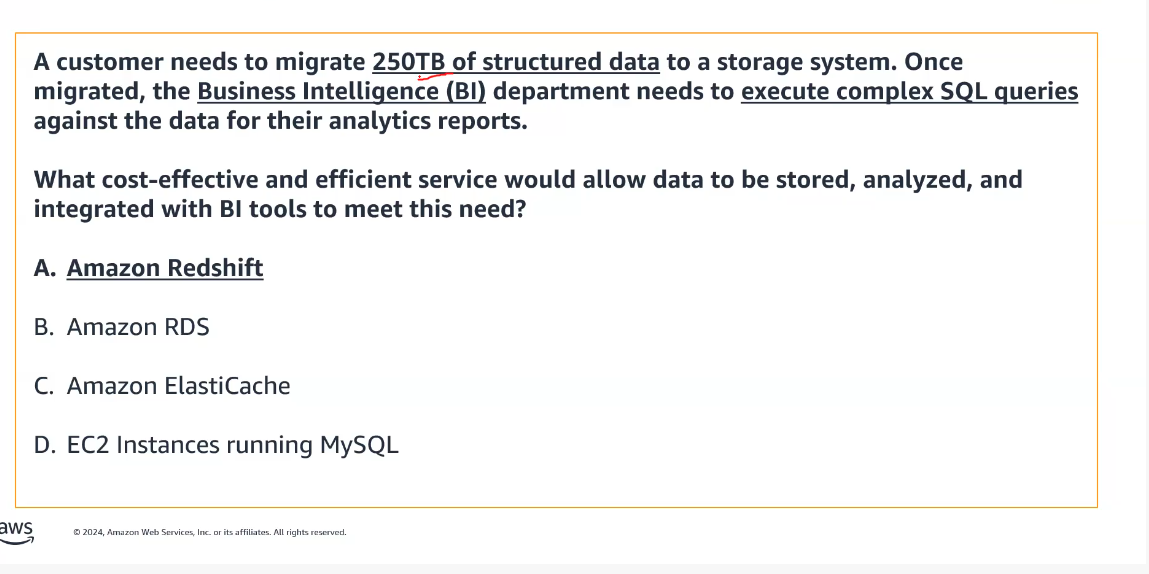 A customer needs to migrate 250TB of structured data to a storage system. Once
migrated, the Business Intelligence (BI) department needs to execute complex SQL queries
against the data for their analytics reports.
What cost-effective and efficient service would allow data to be stored, analyzed, and
integrated with BI tools to meet this need?
A. Amazon Redshift
B. Amazon RDS
C. Amazon ElastiCache
D. EC2 Instances running MySQL
aws
© 2024, Amazon Web Services, Inc. or its affiliates. All rights reserved.